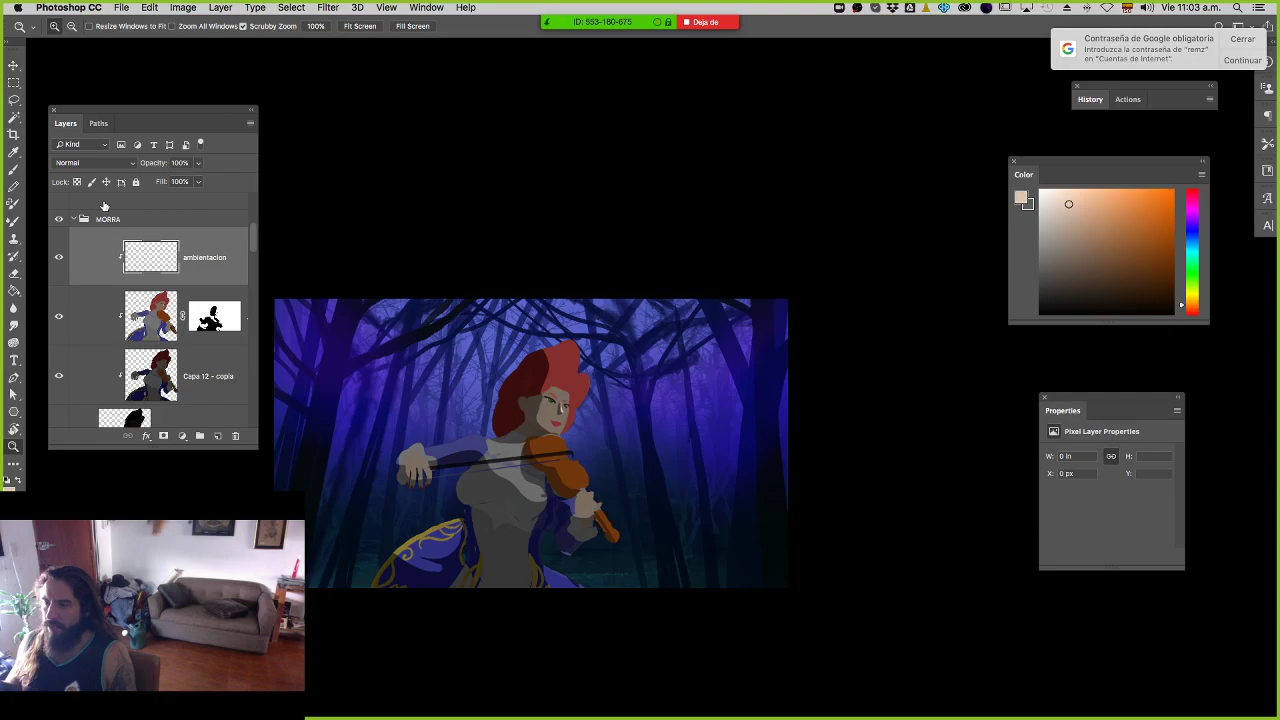 Photoshop CC File Edit Image Layer Type Select Filter 3D View Window Help
Vie 11:03 a.m.
Resize Windows to Fit Zoom All Windows Scrubby Zoom 100% Fit Screen Fill Screen
ID: 553-180-675 Deja de
Contraseña de Google obligatoria
Introduzca la contraseña de “remz”
en “Cuentas de Internet”.
Cerrar
Continuar
Layers Paths
Kind
Normal Opacity: 100%
Lock: Fill: 100%
MORRA
ambientacion
Capa 12 - copia
fx
History Actions
Color
Properties
Pixel Layer Properties
W: 0 in H:
X: 0 px Y: